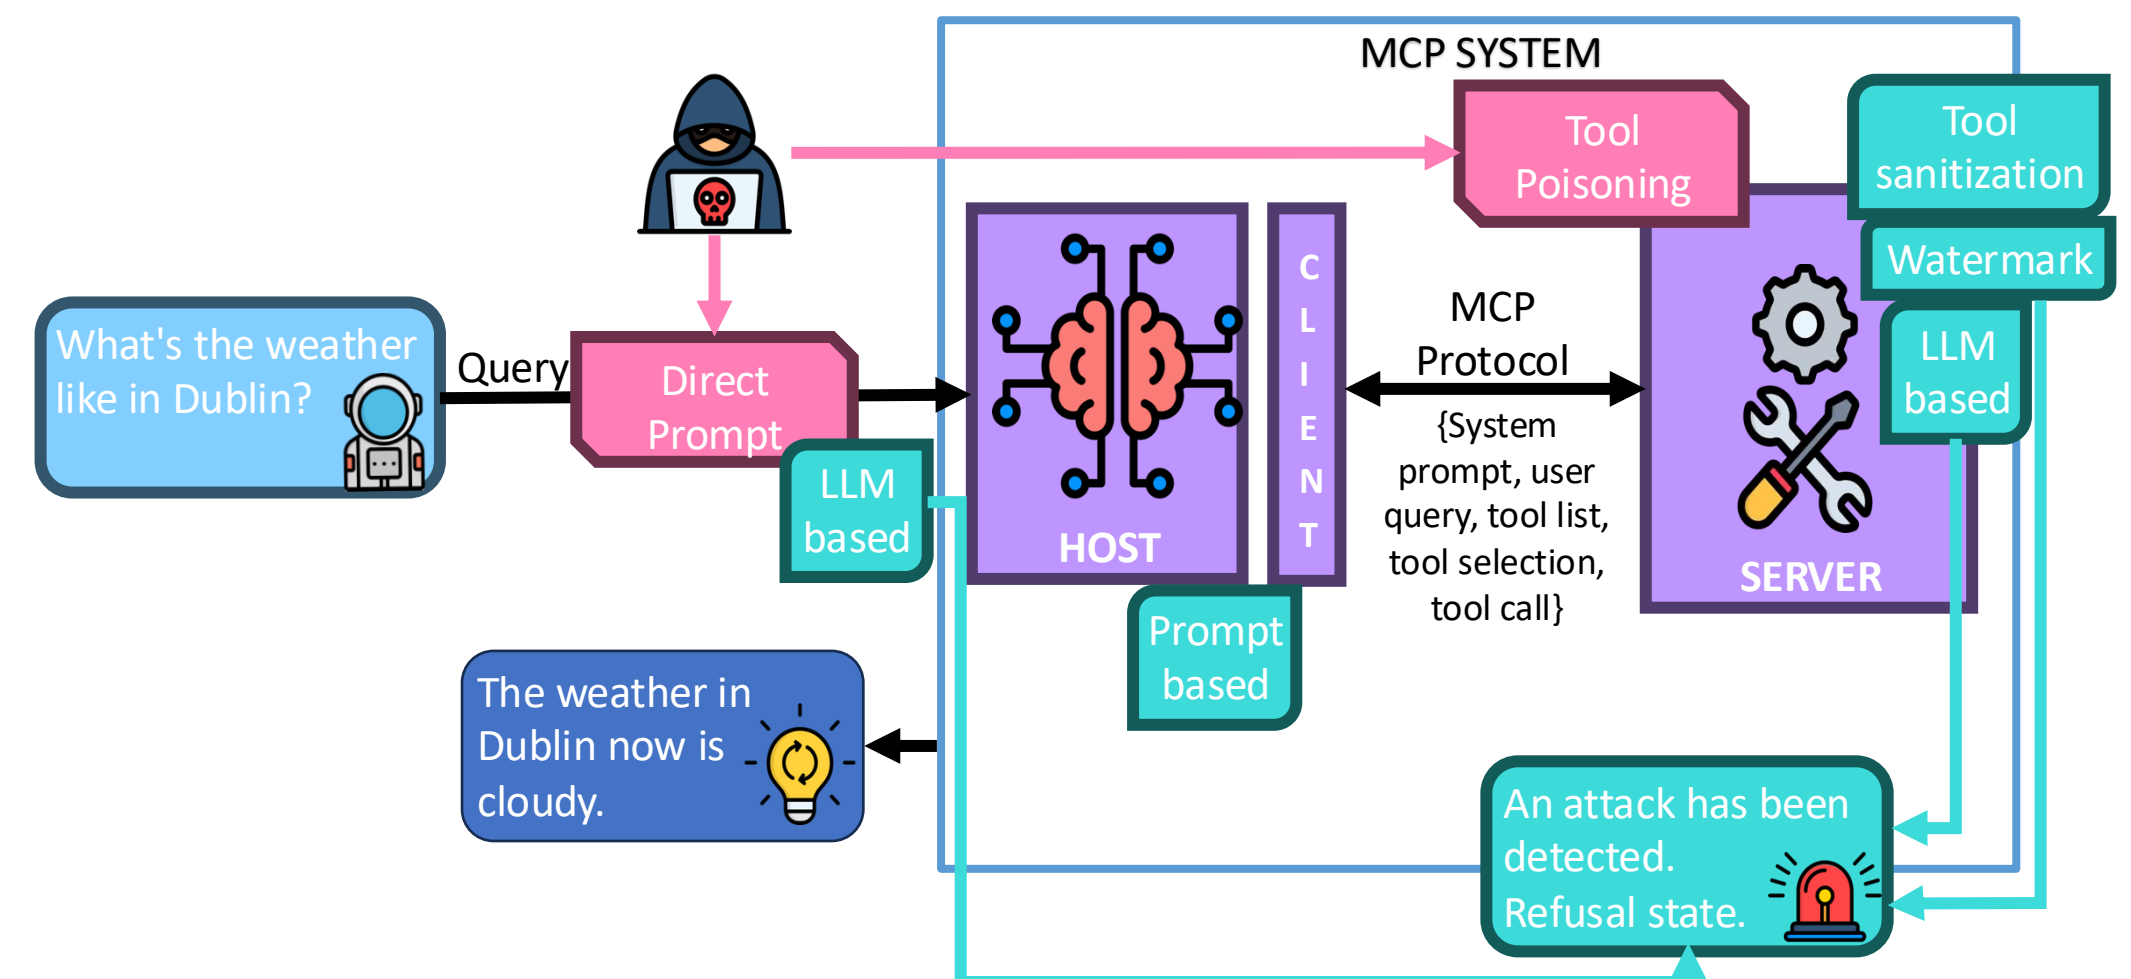 MCP SYSTEM
Tool
Poisoning
Tool
sanitization
Watermark
LLM
based
What's the weather
like in Dublin?
Query
Direct
Prompt
LLM
based
HOST
CLIENT
Prompt
based
MCP
Protocol
{System
prompt, user
query, tool list,
tool selection,
tool call}
SERVER
The weather in
Dublin now is
cloudy.
An attack has been
detected.
Refusal state.